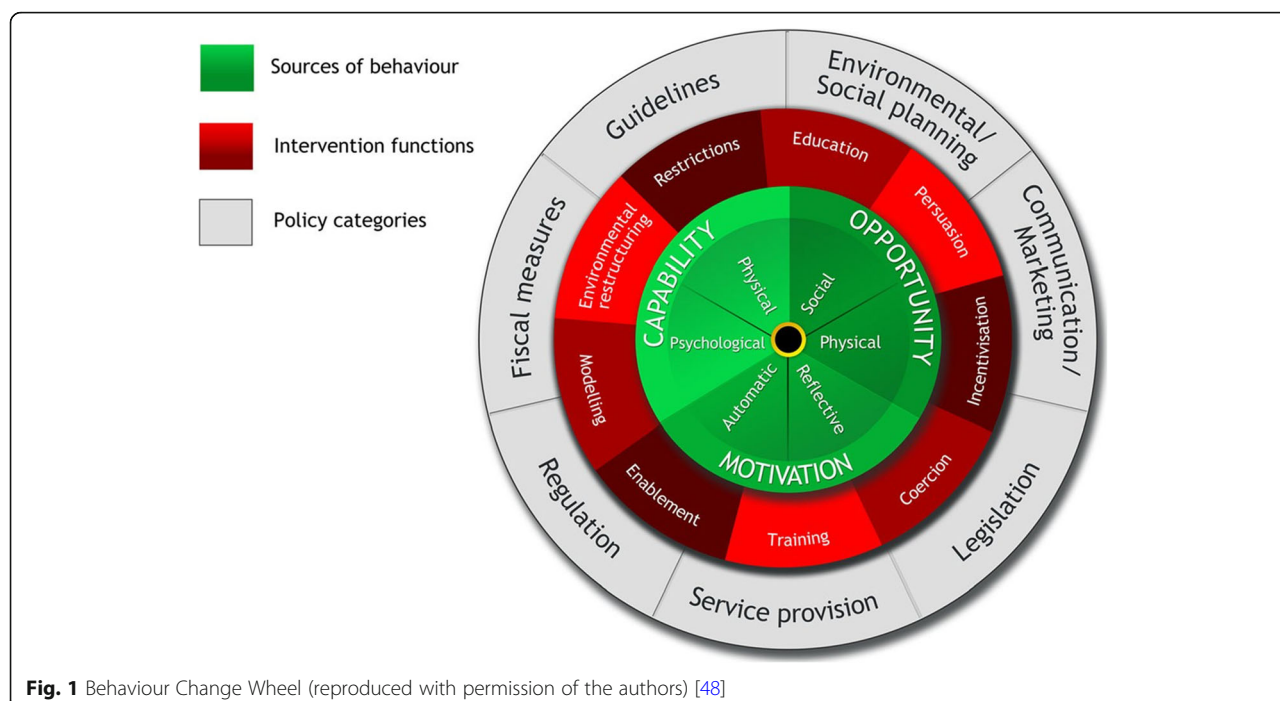 Sources of behaviour
Intervention functions
Policy categories
Guidelines
Environmental/
Social planning
Communication/
Marketing
Legislation
Service provision
Regulation
Fiscal measures
Restrictions
Education
Persuasion
Incentivisation
Coercion
Training
Enablement
Modelling
Environmental
restructuring
CAPABILITY
OPPORTUNITY
MOTIVATION
Physical
Social
Psychological
Physical
Automatic
Reflective
Fig. 1 Behaviour Change Wheel (reproduced with permission of the authors) [48]